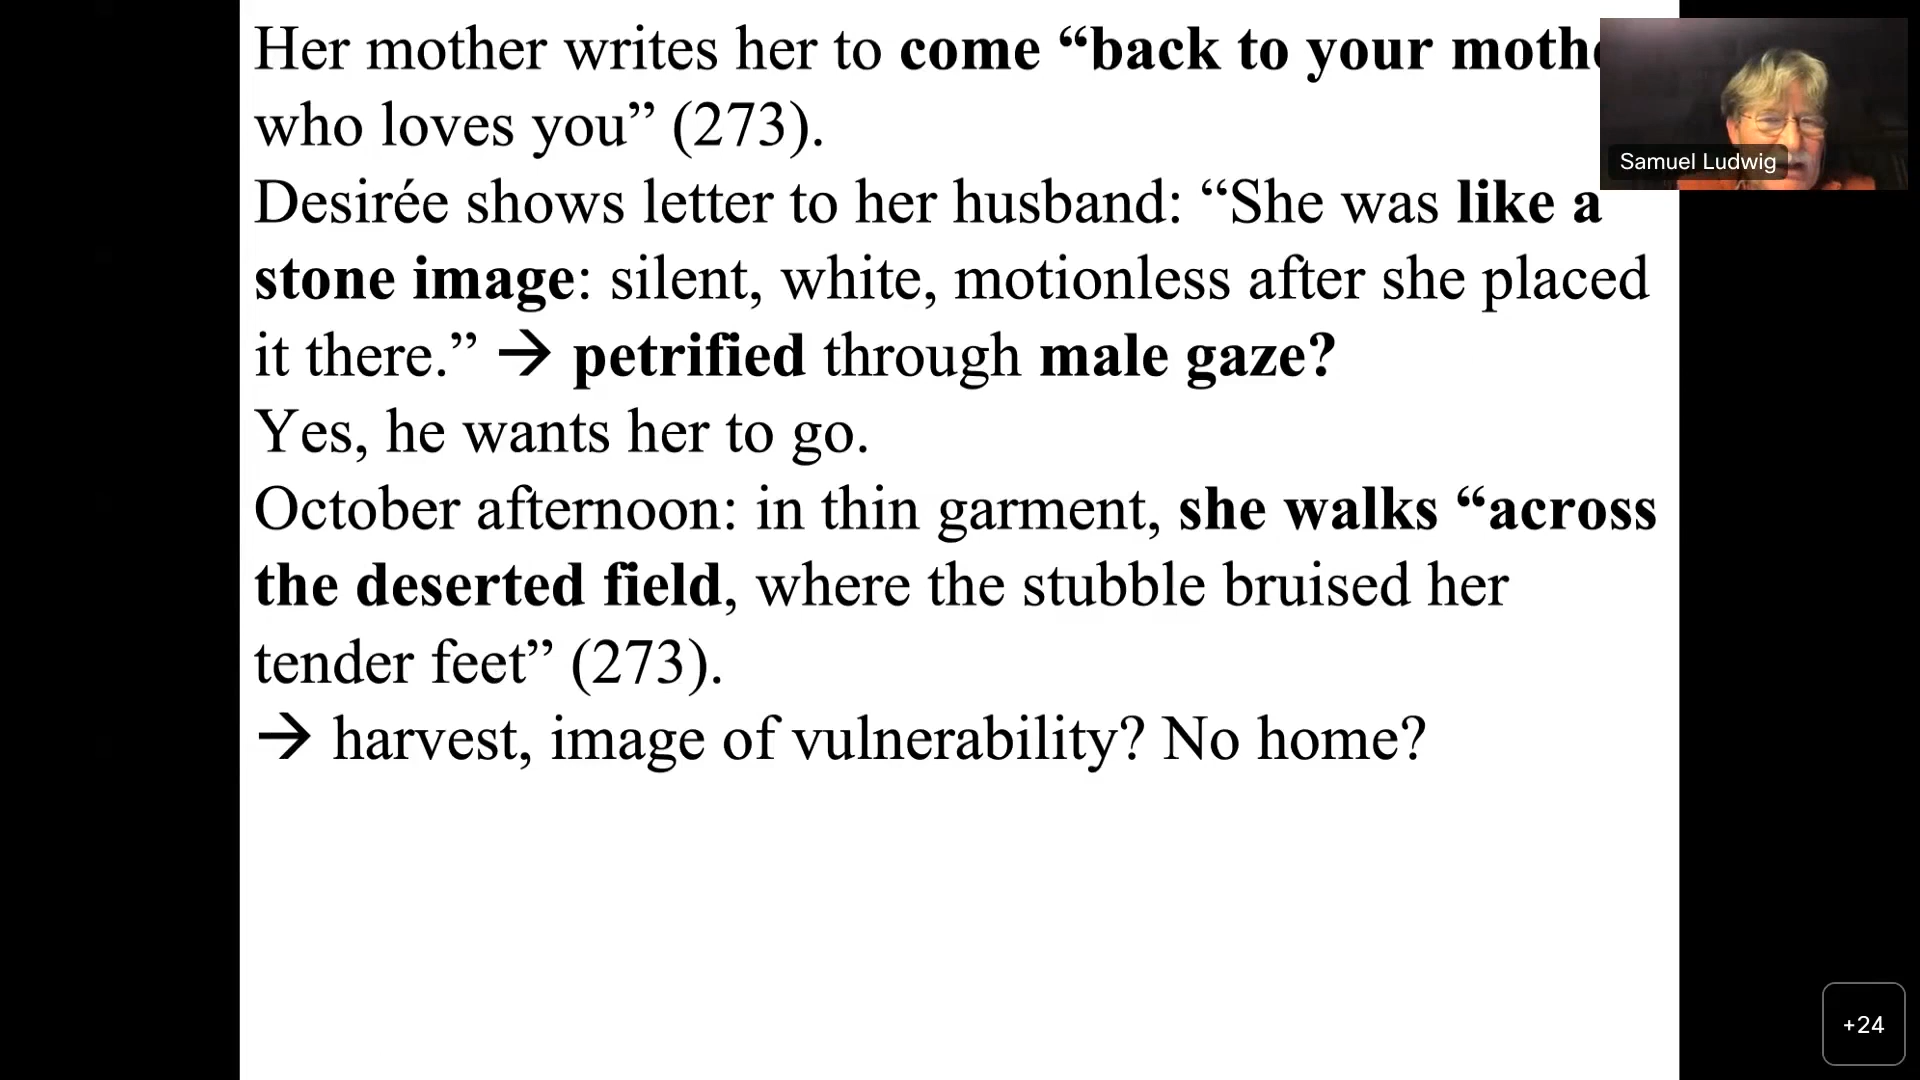 Her mother writes her to come “back to your
who loves you” (273).
Desirée shows letter to her husband: “She was like a
stone image: silent, white, motionless after she placed
it there.” → petrified through male gaze?
Yes, he wants her to go.
October afternoon: in thin garment, she walks “across
the deserted field, where the stubble bruised her
tender feet” (273).
→ harvest, image of vulnerability? No home?
Samuel Ludwig
+24